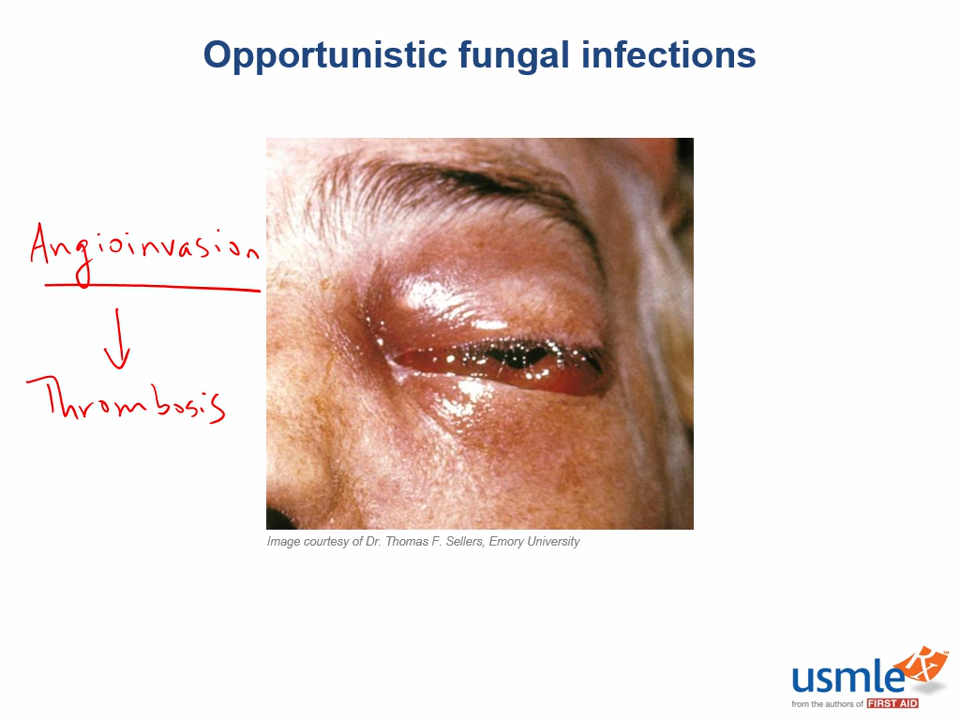 Opportunistic fungal infections
Angioinvasion
Thrombosis
Image courtesy of Dr. Thomas F. Sellers, Emory University
usmle Rx™
from the authors of FIRST AID